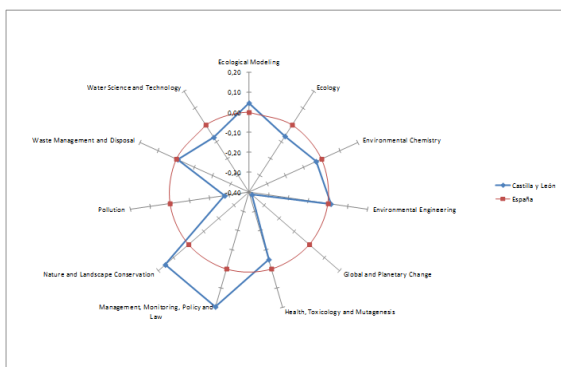 Ecological Modeling
0,20
Water Science and Technology
Ecology
0,10
0,00
Waste Management and Disposal
Environmental Chemistry
-0,10
-0,20
-0,30
Castilla y León
España
-0,40
Pollution
Environmental Engineering
Nature and Landscape Conservation
Global and Planetary Change
Management, Monitoring, Policy and
Law
Health, Toxicology and Mutagenesis